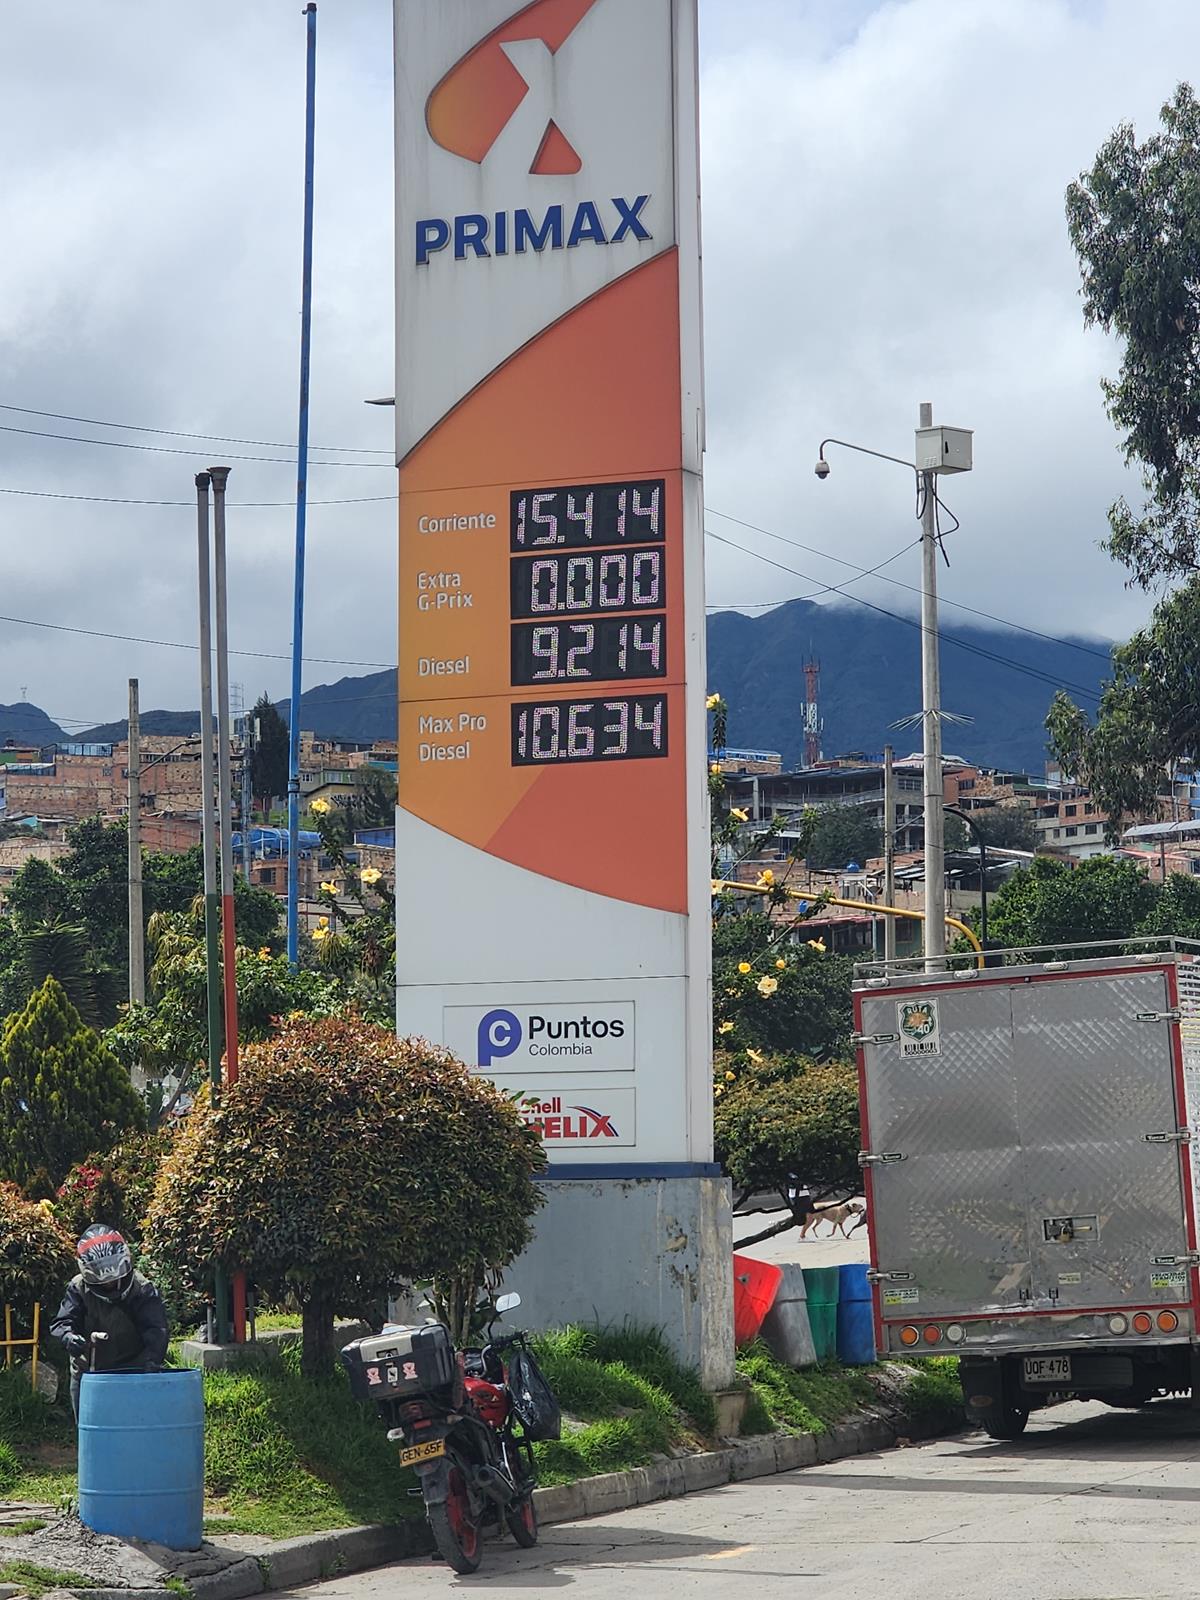 PRIMAX
Corriente 15.414
Extra
G-Prix 0.000
Diesel 9.214
Max Pro
Diesel 10.634
Puntos
Colombia
Shell
HELIX
40
UQF-478
GEN-65F